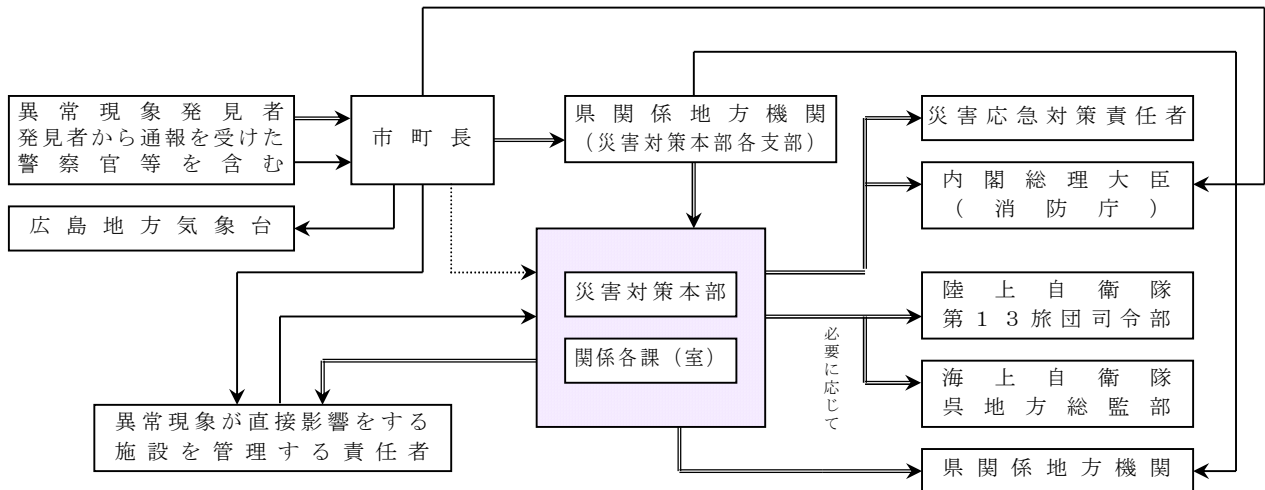 異常現象発見者
発見者から通報を受けた
警察官等を含む
市町長
県関係地方機関
（災害対策本部各支部）
災害応急対策責任者
内閣総理大臣
（消防庁）
広島地方気象台
災害対策本部
関係各課（室）
陸上自衛隊
第１３旅団司令部
必要に応じて
海上自衛隊
呉地方総監部
異常現象が直接影響をする
施設を管理する責任者
県関係地方機関